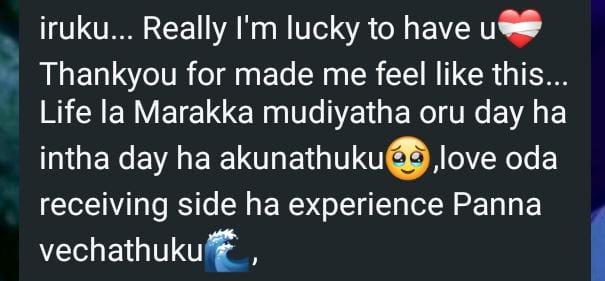 iruku... Really I'm lucky to have u❤️‍🩹
Thankyou for made me feel like this...
Life la Marakka mudiyatha oru day ha
intha day ha akunathuku🥹,love oda
receiving side ha experience Panna
vechathuku🌊,